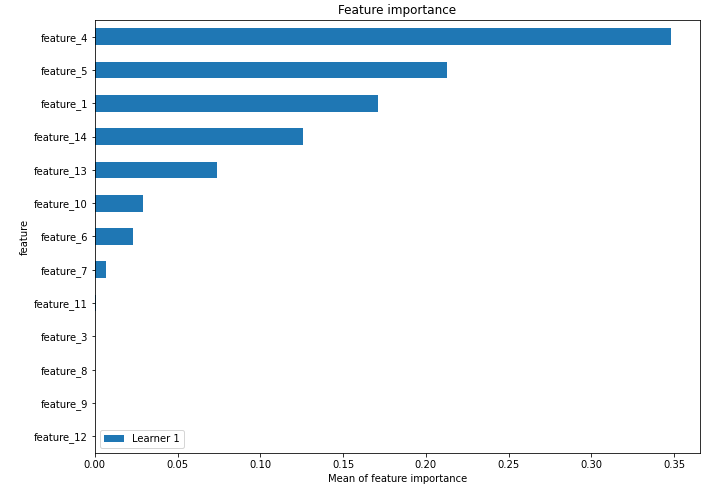 Feature importance
feature_4
feature_5
feature_1
feature_14
feature_13
feature_10
feature_6
feature_7
feature_11
feature_3
feature_8
feature_9
feature_12
feature
Learner 1
0.00 0.05 0.10 0.15 0.20 0.25 0.30 0.35
Mean of feature importance